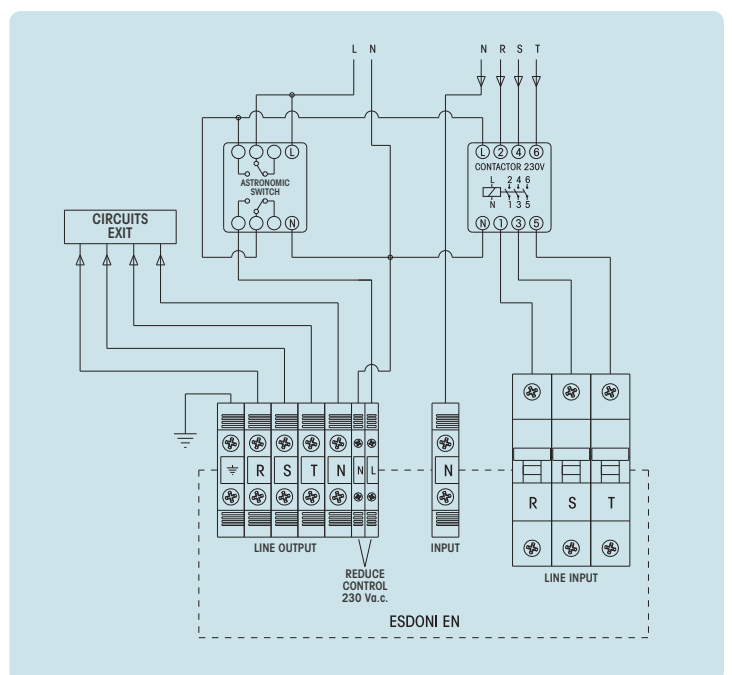 L N
N R S T
L
L 2 4 6
CONTACTOR 230V
L 2 4 6
N 1 3 5
N 1 3 5
ASTRONOMIC
SWITCH
N
CIRCUITS
EXIT
R S T N N L
N
R S T
LINE OUTPUT
INPUT
LINE INPUT
REDUCE
CONTROL
230 Va.c.
ESDONI EN